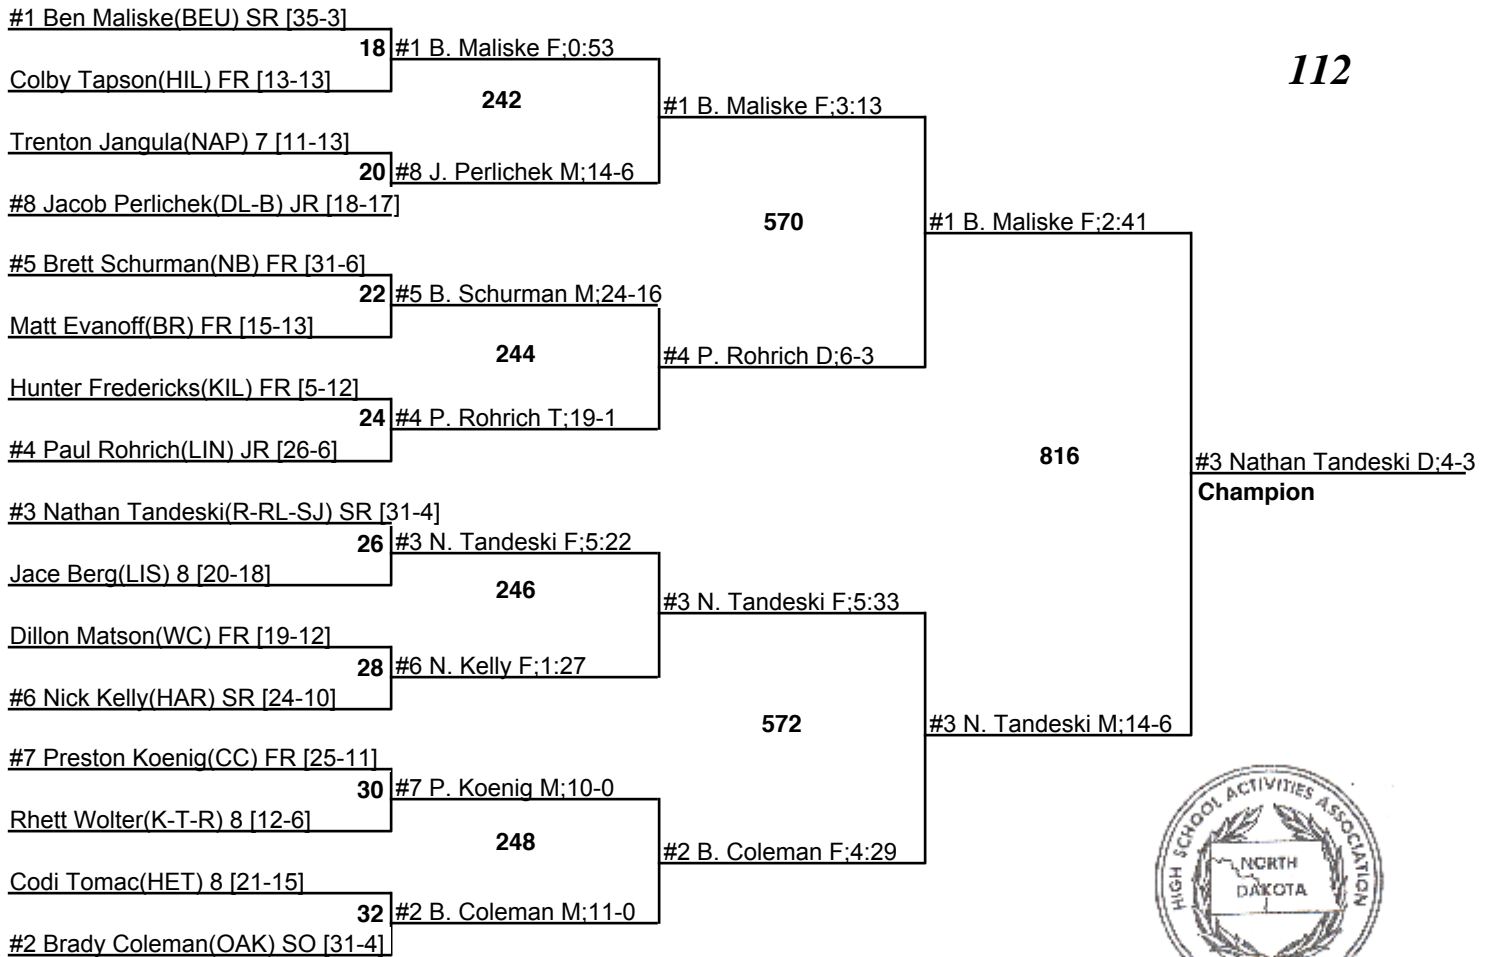 #1 Ben Maliske(BEU) SR [35-3]
18 #1 B. Maliske F;0:53
112
Colby Tapson(HIL) FR [13-13]
242
#1 B. Maliske F;3:13
Trenton Jangula(NAP) 7 [11-13]
20 #8 J. Perlichek M;14-6
#8 Jacob Perlichek(DL-B) JR [18-17]
570
#1 B. Maliske F;2:41
#5 Brett Schurman(NB) FR [31-6]
22 #5 B. Schurman M;24-16
Matt Evanoff(BR) FR [15-13]
244
#4 P. Rohrich D;6-3
Hunter Fredericks(KIL) FR [5-12]
24 #4 P. Rohrich T;19-1
#4 Paul Rohrich(LIN) JR [26-6]
816
#3 Nathan Tandeski D;4-3
Champion
#3 Nathan Tandeski(R-RL-SJ) SR [31-4]
26 #3 N. Tandeski F;5:22
Jace Berg(LIS) 8 [20-18]
246
#3 N. Tandeski F;5:33
Dillon Matson(WC) FR [19-12]
28 #6 N. Kelly F;1:27
#6 Nick Kelly(HAR) SR [24-10]
572
#3 N. Tandeski M;14-6
#7 Preston Koenig(CC) FR [25-11]
30 #7 P. Koenig M;10-0
Rhett Wolter(K-T-R) 8 [12-6]
248
#2 B. Coleman F;4:29
Codi Tomac(HET) 8 [21-15]
32 #2 B. Coleman M;11-0
#2 Brady Coleman(OAK) SO [31-4]
HIGH SCHOOL ACTIVITIES ASSOCIATION
NORTH
DAKOTA